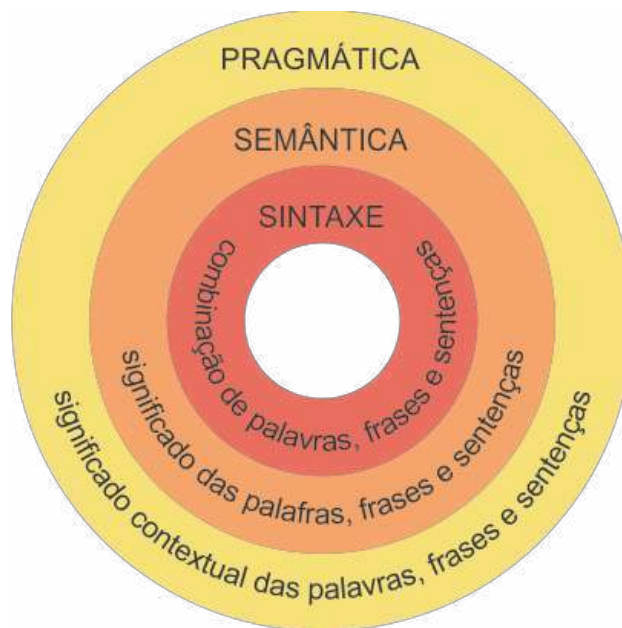 PRAGMÁTICA
SEMÂNTICA
SINTAXE
combinação de palavras, frases e sentenças
significado das palafras, frases e sentenças
significado contextual das palavras, frases e sentenças